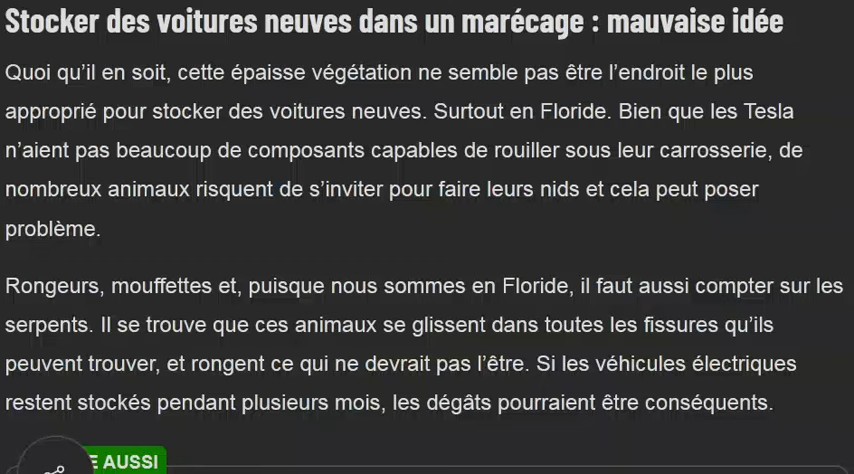 Stocker des voitures neuves dans un marécage : mauvaise idée
Quoi qu’il en soit, cette épaisse végétation ne semble pas être l’endroit le plus
approprié pour stocker des voitures neuves. Surtout en Floride. Bien que les Tesla
n’aient pas beaucoup de composants capables de rouiller sous leur carrosserie, de
nombreux animaux risquent de s’inviter pour faire leurs nids et cela peut poser
problème.
Rongeurs, mouffettes et, puisque nous sommes en Floride, il faut aussi compter sur les
serpents. Il se trouve que ces animaux se glissent dans toutes les fissures qu’ils
peuvent trouver, et rongent ce qui ne devrait pas l’être. Si les véhicules électriques
restent stockés pendant plusieurs mois, les dégâts pourraient être conséquents.
AUSSI